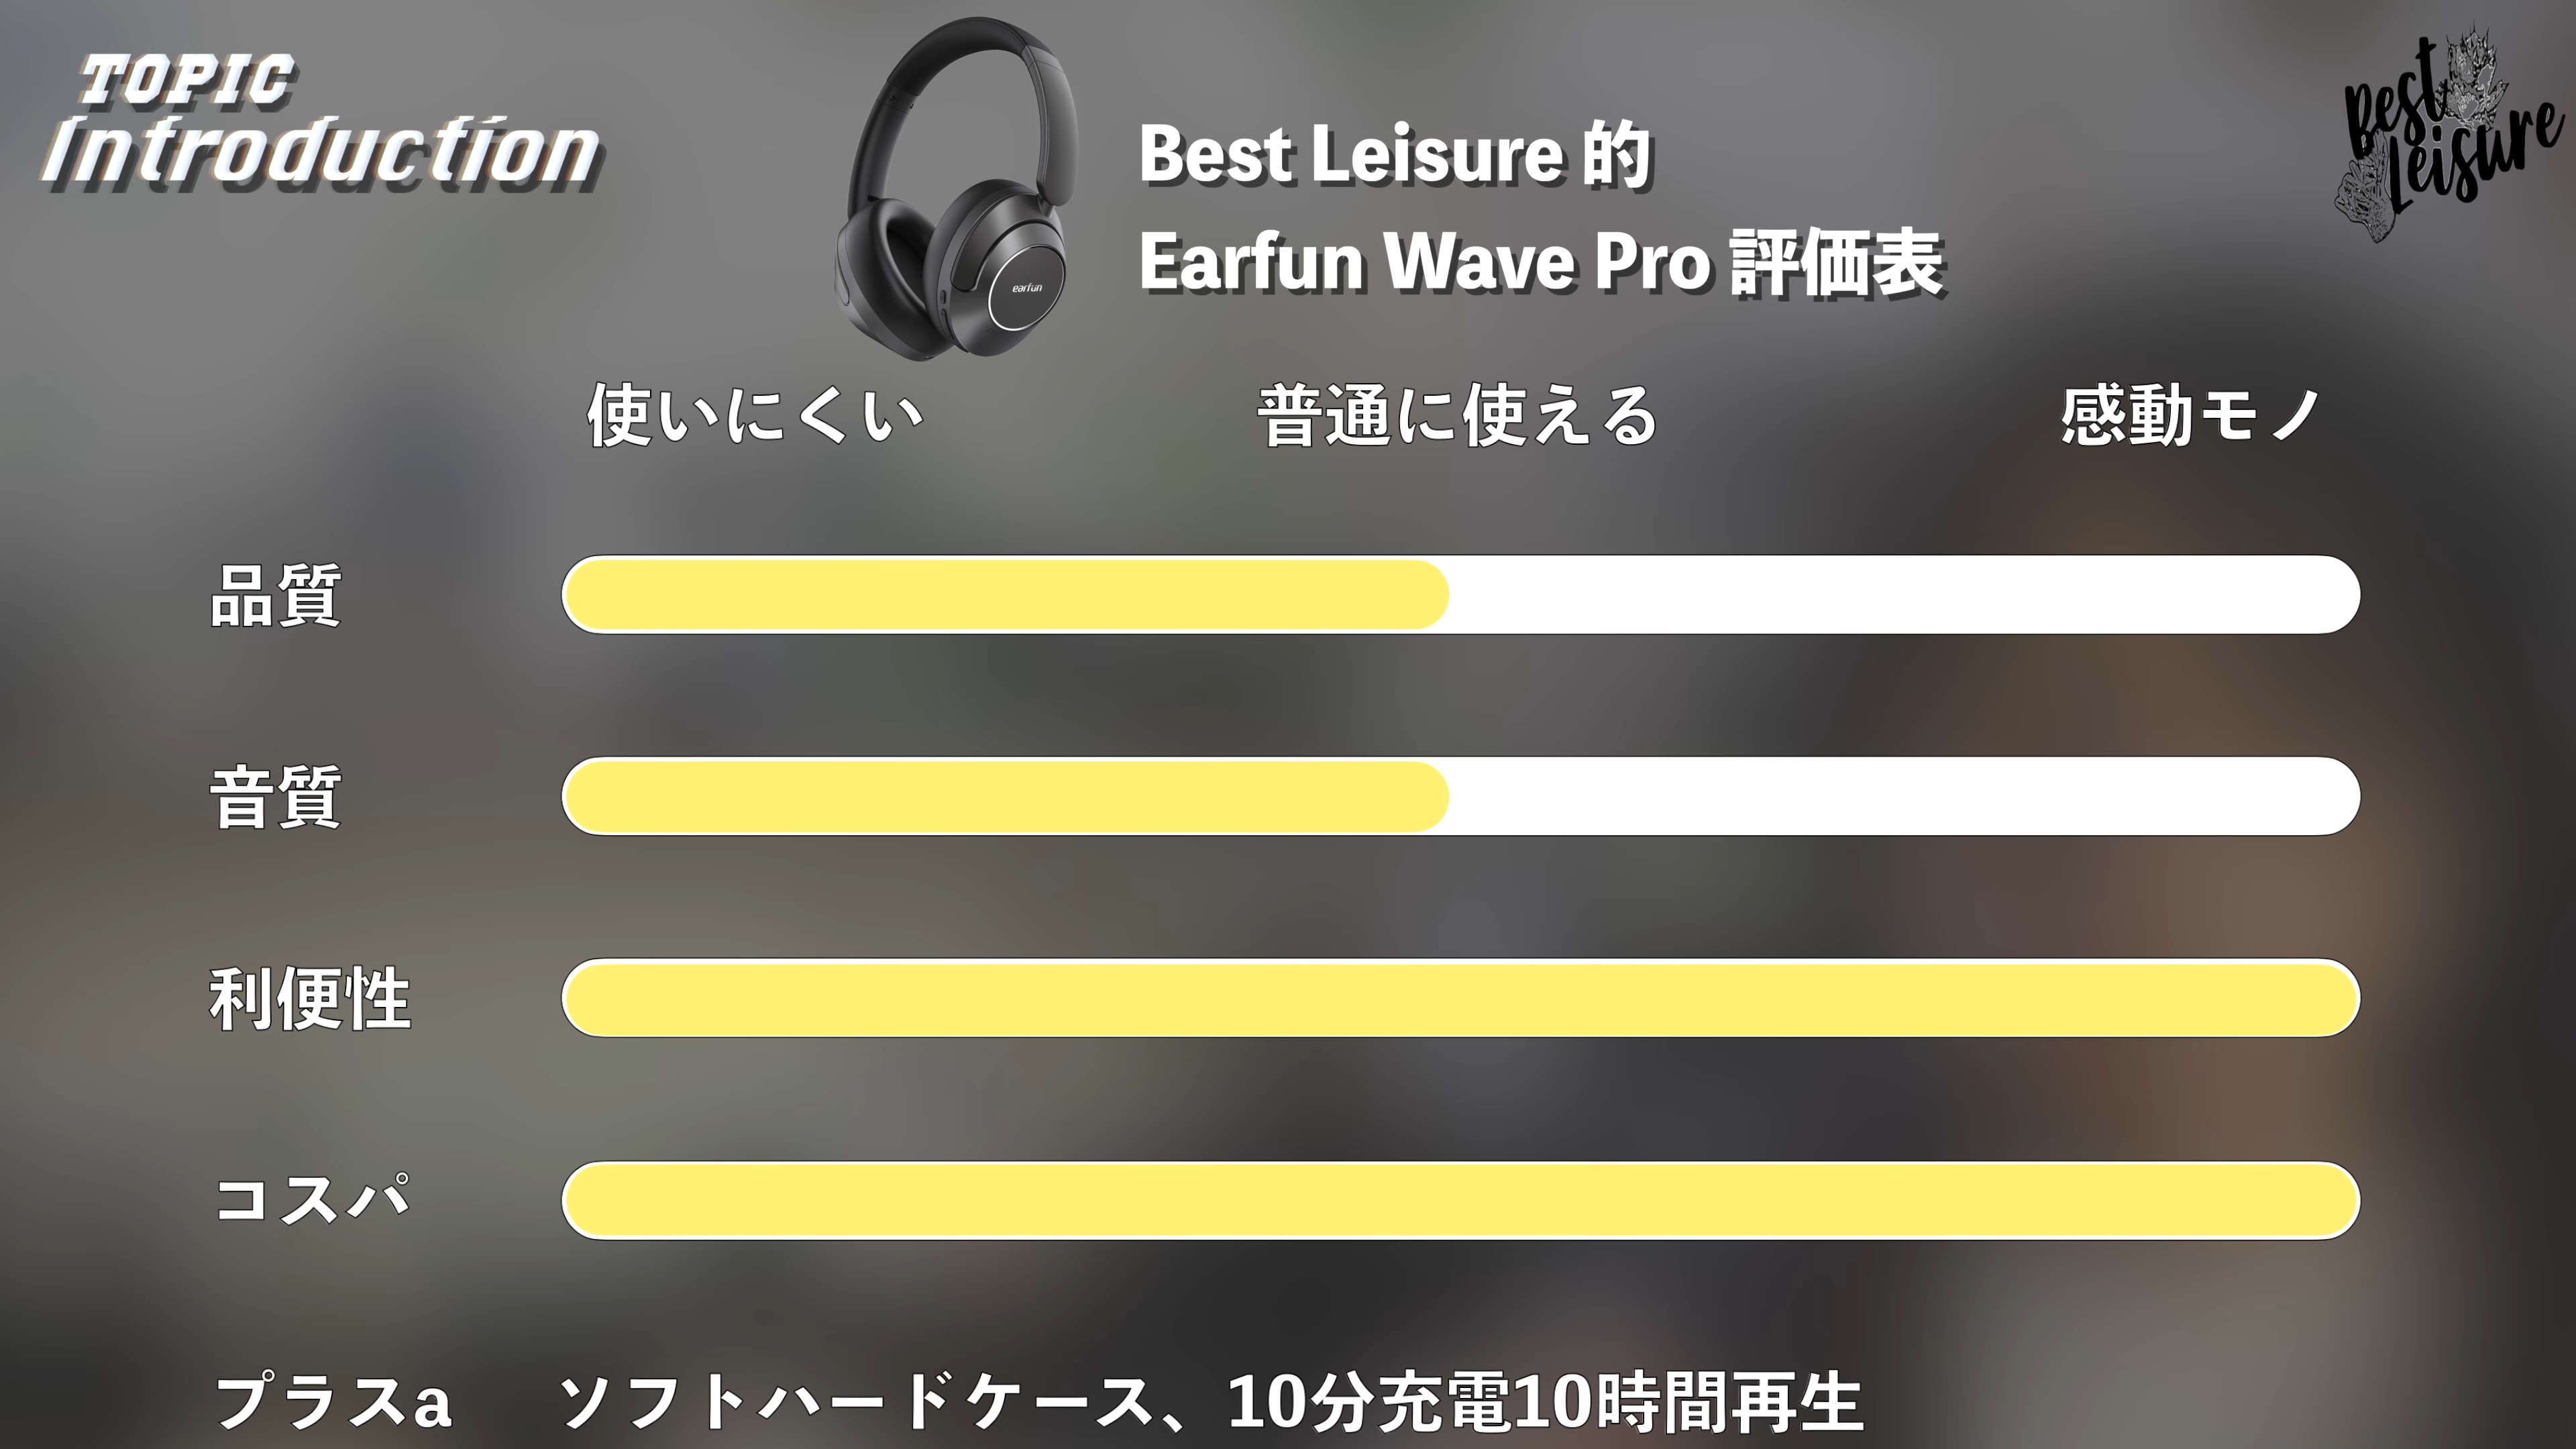 TOPIC
Introduction
Best Leisure
Best Leisure 的
Earfun Wave Pro 評価表
earfun
使いにくい 普通に使える 感動モノ
品質
音質
利便性
コスパ
プラスa ソフトハードケース、10分充電10時間再生